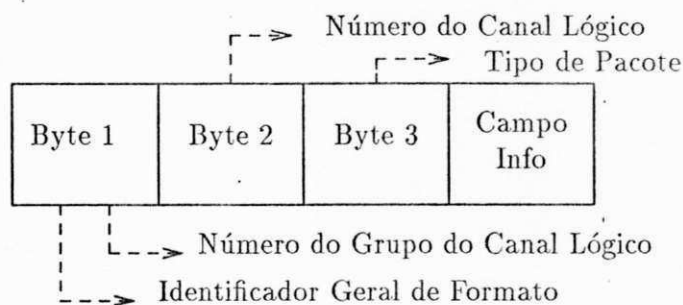 Número do Canal Lógico
Tipo de Pacote
Byte 1
Byte 2
Byte 3
Campo
Info
Número do Grupo do Canal Lógico
Identificador Geral de Formato